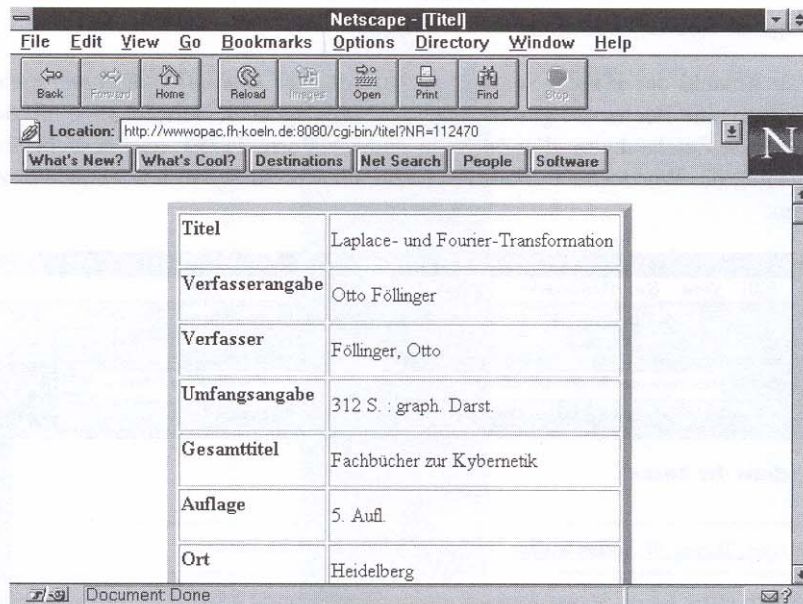 Netscape - [Titel]
File Edit View Go Bookmarks Options Directory Window Help
Back Forward Home Reload Images Open Print Find Stop
Location: http://wwwopac.fh-koeln.de:8080/cgi-bin/titel?NR=112470
N
What's New? What's Cool? Destinations Net Search People Software
Titel Laplace- und Fourier-Transformation
Verfasserangabe Otto Föllinger
Verfasser Föllinger, Otto
Umfangsangabe 312 S. : graph. Darst.
Gesamttitel Fachbücher zur Kybernetik
Auflage 5. Aufl.
Ort Heidelberg
Document: Done